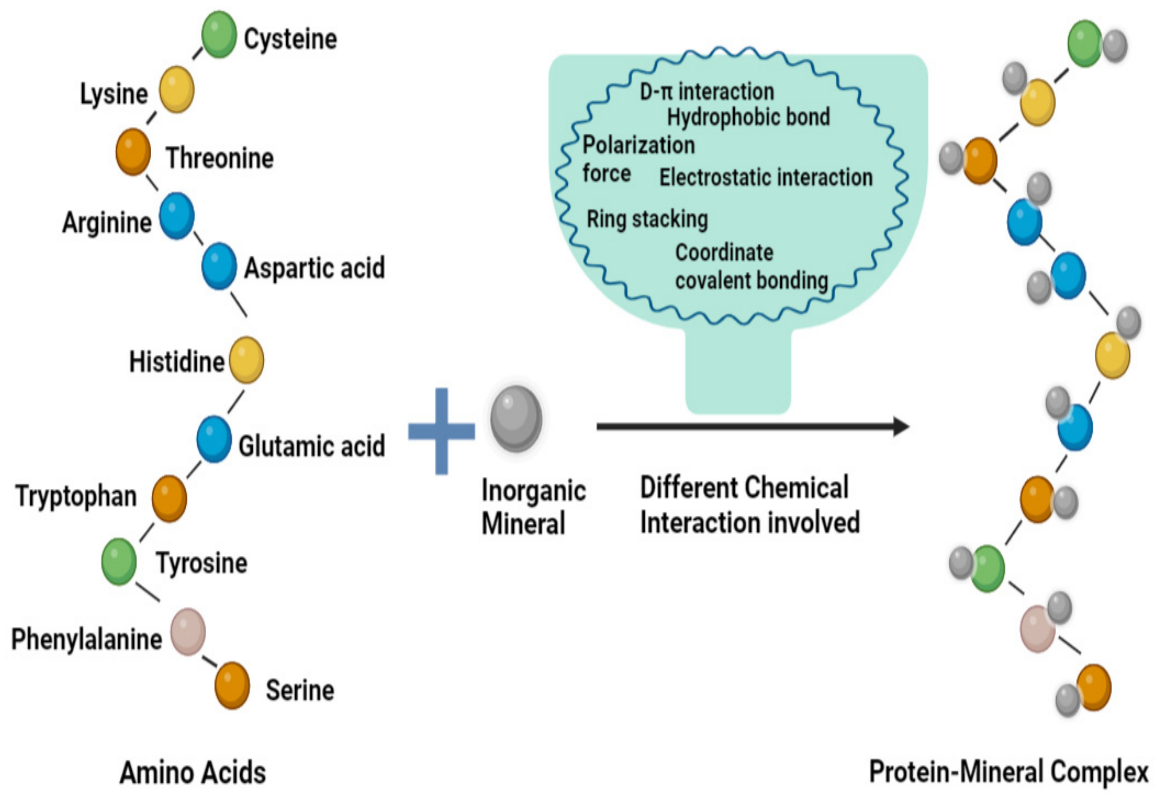 Cysteine
Lysine
Threonine
Arginine
Aspartic acid
Histidine
Glutamic acid
Tryptophan
Tyrosine
Phenylalanine
Serine
Amino Acids
Inorganic
Mineral
D-π interaction
Hydrophobic bond
Polarization
force
Electrostatic interaction
Ring stacking
Coordinate
covalent bonding
Different Chemical
Interaction involved
Protein-Mineral Complex